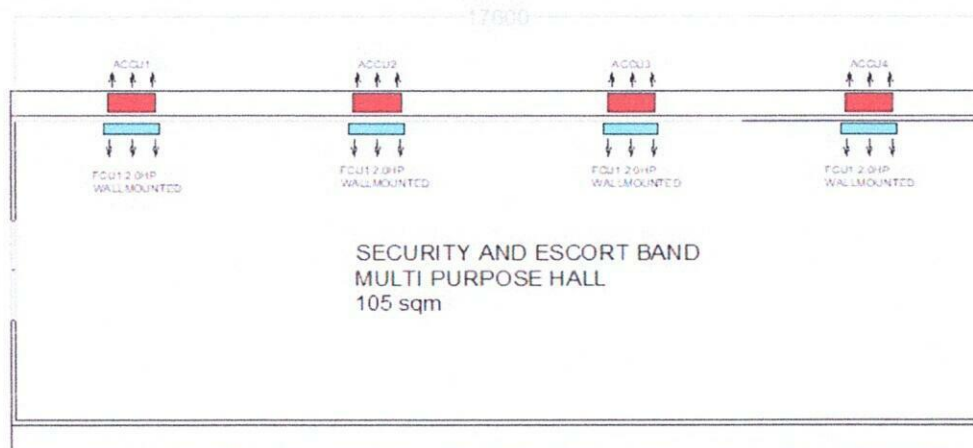 17600
ACCU1
ACCU2
ACCU3
ACCU4
FCU1 2.0HP
WALLMOUNTED
FCU1 2.0HP
WALLMOUNTED
FCU1 2.0HP
WALLMOUNTED
FCU1 2.0HP
WALLMOUNTED
SECURITY AND ESCORT BAND
MULTI PURPOSE HALL
105 sqm